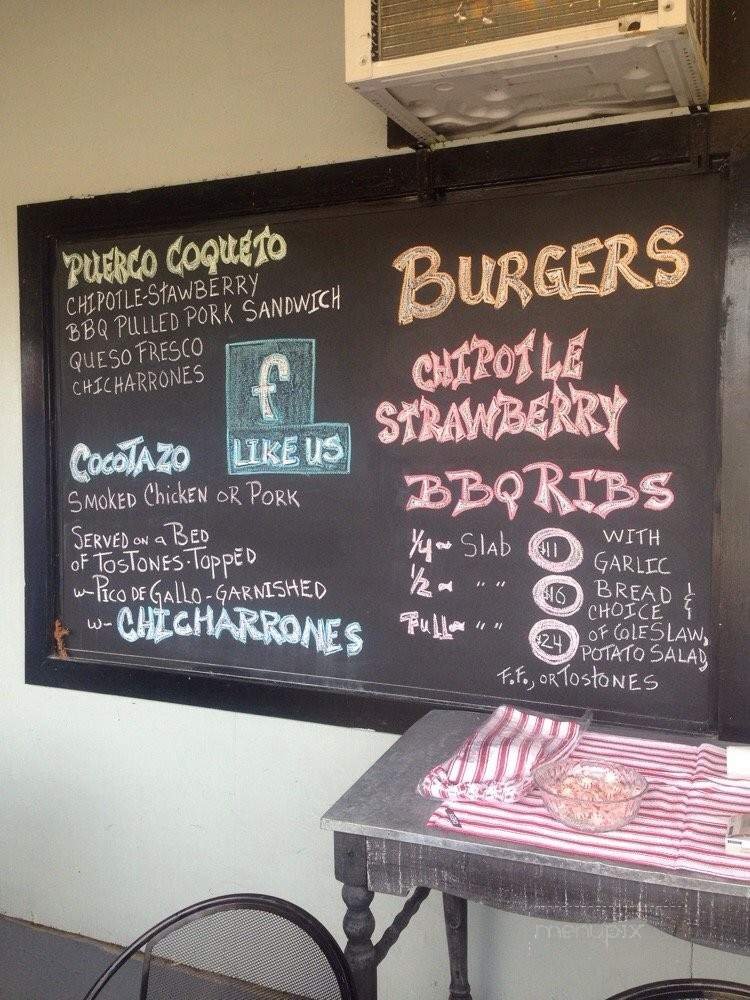 PUERCO COQUETO
CHIPOTLE-STAWBERRY
BBQ PULLED PORK SANDWICH
QUESO FRESCO
CHICHARRONES
f
LIKE US
COCOTAZO
SMOKED CHICKEN OR PORK
SERVED ON A BED
OF TOSTONES-TOPPED
w- PICO DE GALLO - GARNISHED
w- CHICHARRONES
BURGERS
CHIPOTLE
STRAWBERRY
BBQ RIBS
1/4 - SLAB $11
1/2 - " " $16
FULL - " " $24
WITH
GARLIC
BREAD &
CHOICE
OF COLESLAW,
POTATO SALAD,
F.F., OR TOSTONES
menupix